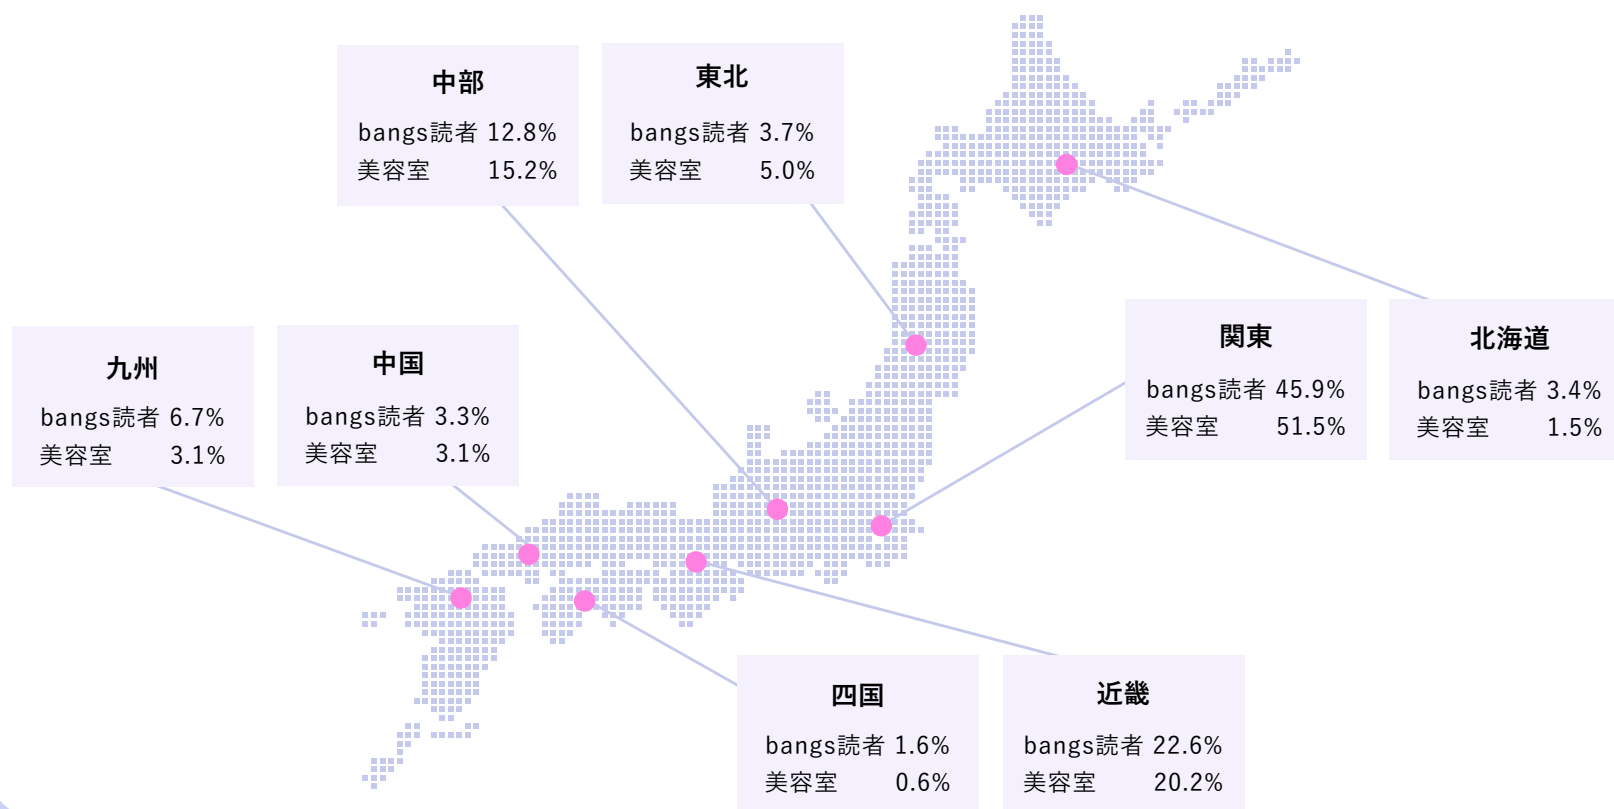 中部
bangs読者 12.8%
美容室 15.2%
東北
bangs読者 3.7%
美容室 5.0%
九州
bangs読者 6.7%
美容室 3.1%
中国
bangs読者 3.3%
美容室 3.1%
関東
bangs読者 45.9%
美容室 51.5%
北海道
bangs読者 3.4%
美容室 1.5%
四国
bangs読者 1.6%
美容室 0.6%
近畿
bangs読者 22.6%
美容室 20.2%